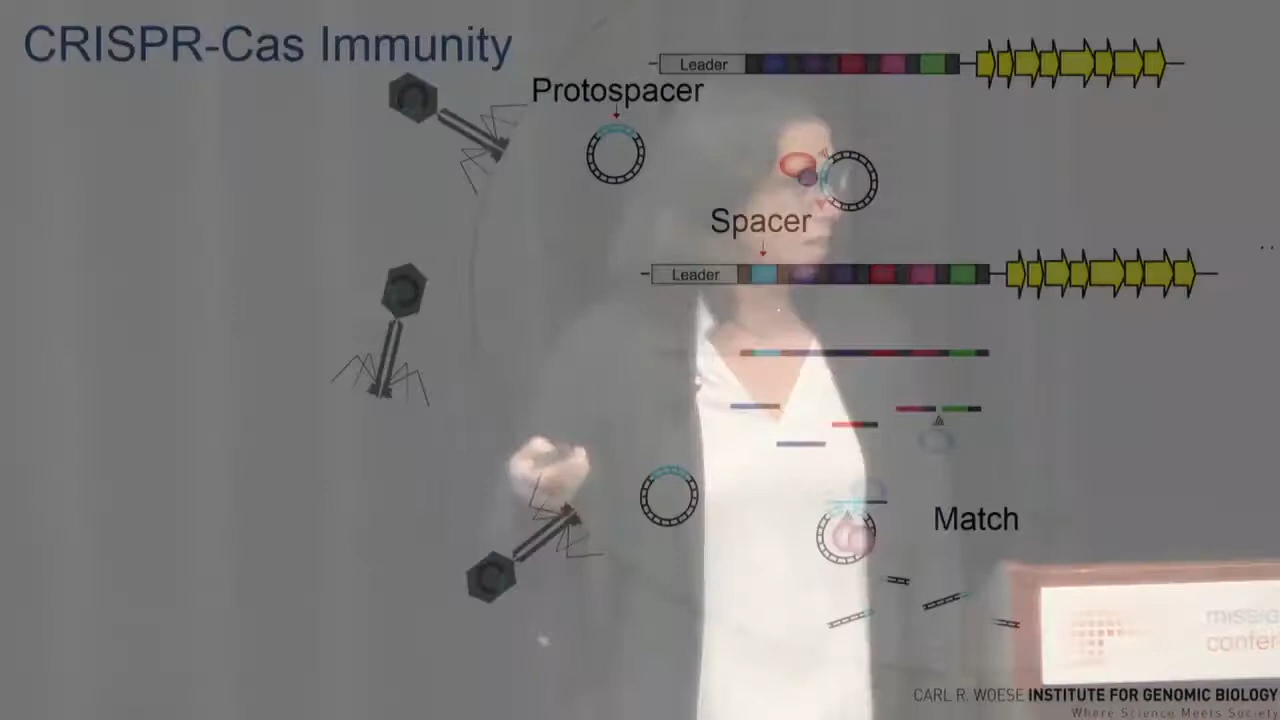 CRISPR-Cas Immunity
Leader
Protospacer
Spacer
Leader
Match
CARL R. WOESE INSTITUTE FOR GENOMIC BIOLOGY
Where Science Meets Society